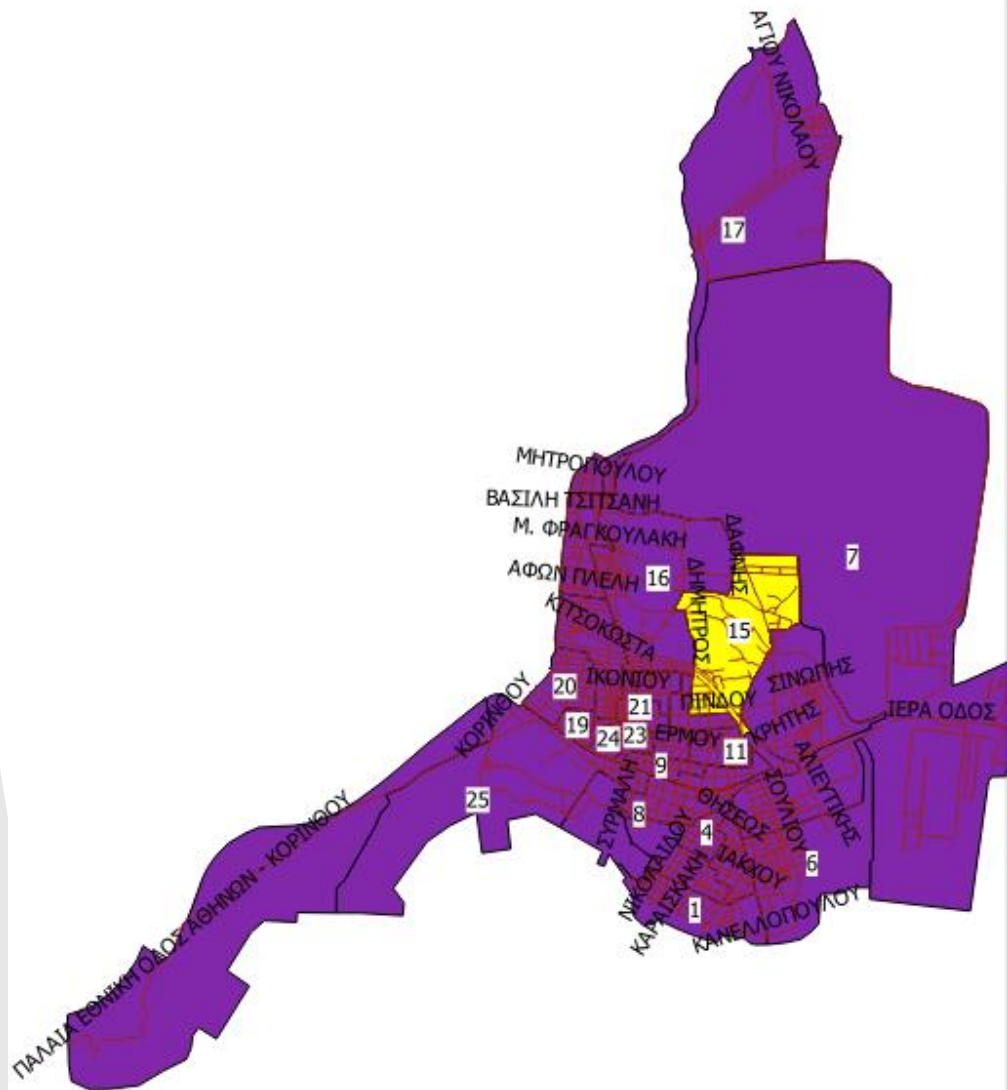 ΑΓΙΟΥ ΝΙΚΟΛΑΟΥ
17
ΜΗΤΡΟΠΟΥΛΟΥ
ΒΑΣΙΛΗ ΤΣΙΤΣΑΝΗ
Μ. ΦΡΑΓΚΟΥΛΑΚΗ
ΔΑΦΝΗΣ
7
ΑΦΩΝ ΠΛΕΛΗ
16
ΔΗΜΗΤΡΟΣ
ΚΙΤΣΟΚΩΣΤΑ
15
ΙΚΟΝΙΟΥ
ΣΙΝΩΠΗΣ
20
ΠΙΝΔΟΥ
21
ΙΕΡΑ ΟΔΟΣ
ΚΟΡΙΝΘΟΥ
19
24
23
ΕΡΜΟΥ
11
ΚΡΗΤΗΣ
9
ΑΛΙΕΥΤΙΚΗΣ
25
ΣΥΡΜΑΛΗ
8
ΘΗΣΕΩΣ
ΣΟΥΛΙΟΥ
4
ΝΙΚΟΛΑΙΔΟΥ
ΙΑΚΧΟΥ
6
ΚΑΡΑΙΣΚΑΚΗ
1
ΚΑΝΕΛΛΟΠΟΥΛΟΥ
ΠΑΛΑΙΑ ΕΘΝΙΚΗ ΟΔΟΣ ΑΘΗΝΩΝ - ΚΟΡΙΝΘΟΥ